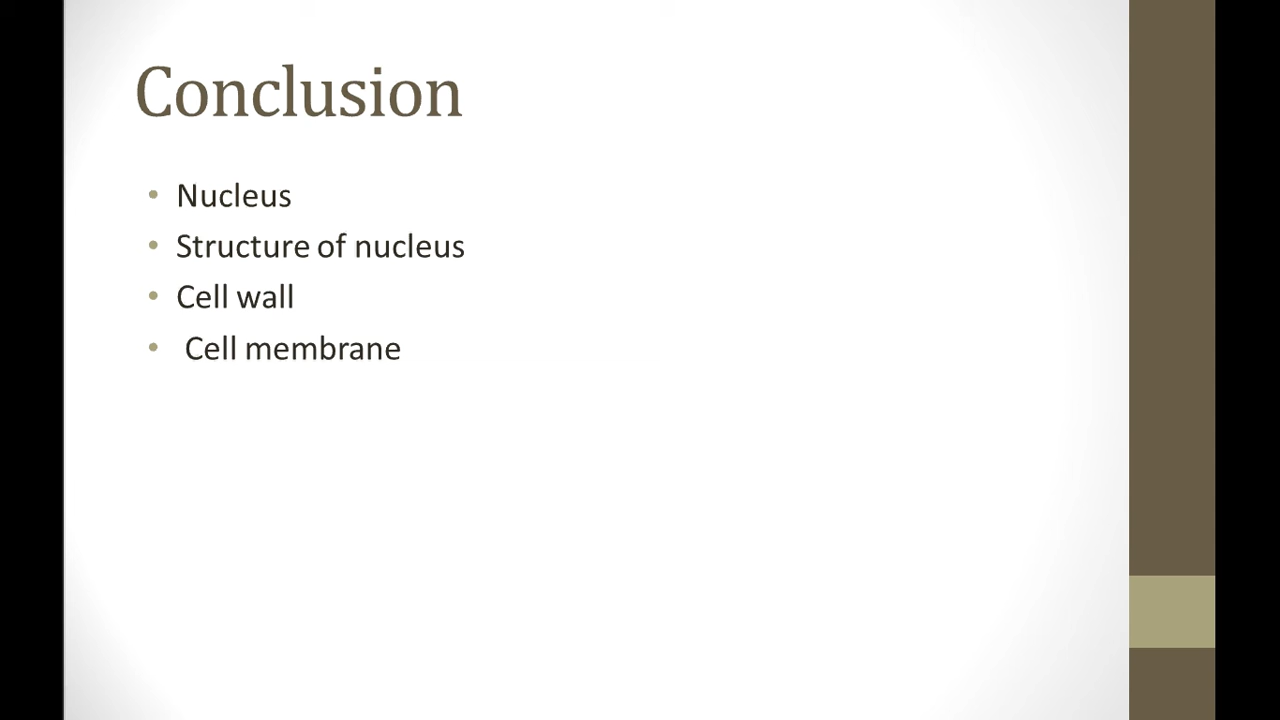 Conclusion
• Nucleus
• Structure of nucleus
• Cell wall
• Cell membrane